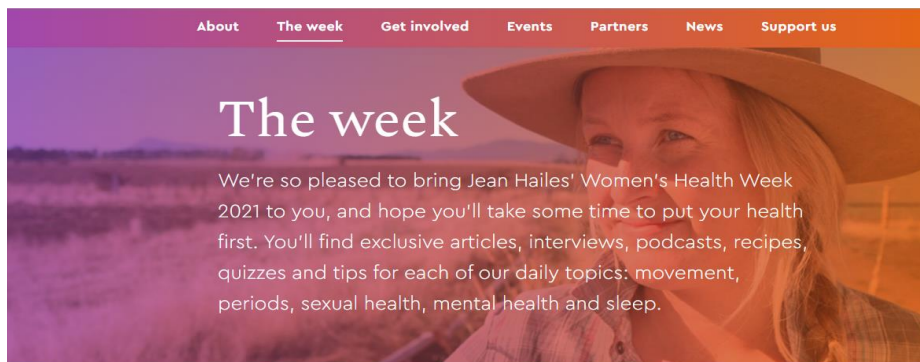 About The week Get involved Events Partners News Support us
The week
We're so pleased to bring Jean Hailes' Women's Health Week
2021 to you, and hope you'll take some time to put your health
first. You'll find exclusive articles, interviews, podcasts, recipes,
quizzes and tips for each of our daily topics: movement,
periods, sexual health, mental health and sleep.